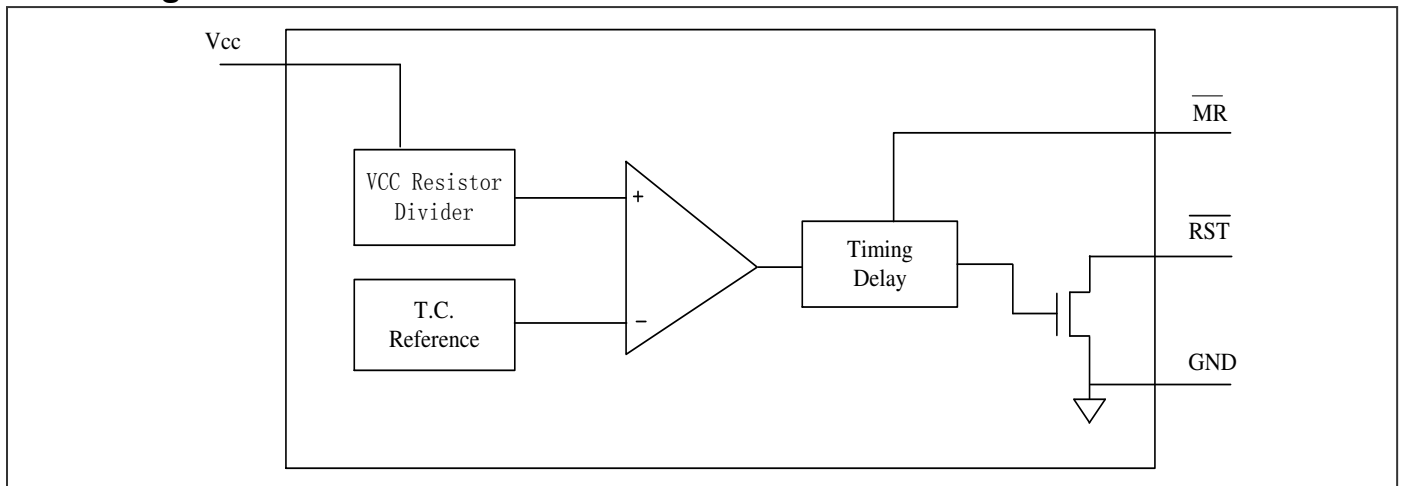 Vcc
MR
VCC Resistor
Divider
+
Timing
Delay
RST
T.C.
Reference
−
GND